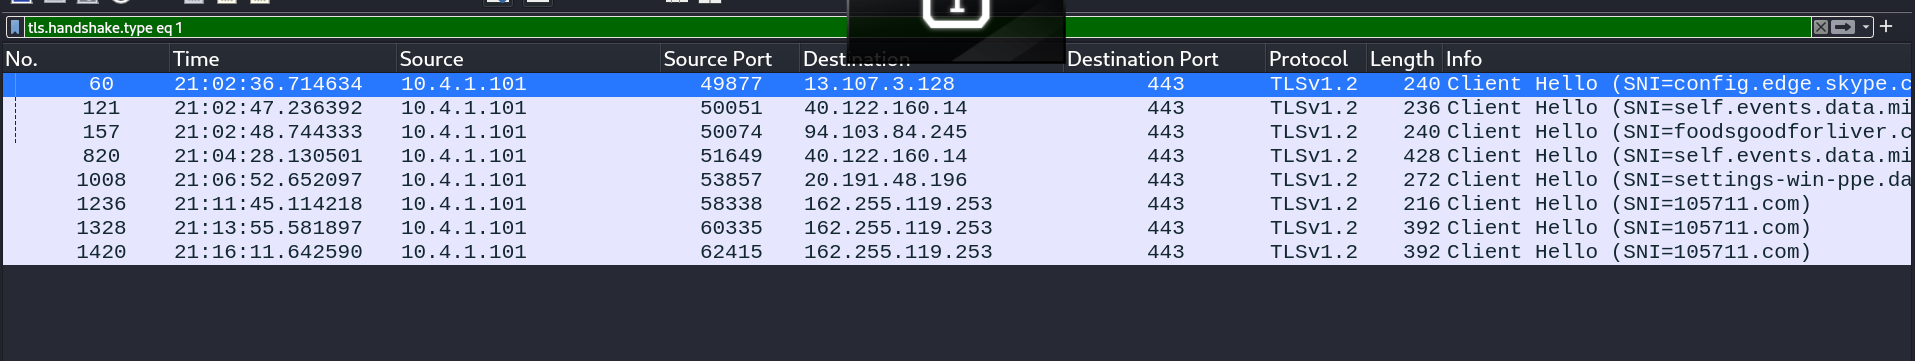 tls.handshake.type eq 1
No. Time Source Source Port Destination Destination Port Protocol Length Info
60 21:02:36.714634 10.4.1.101 49877 13.107.3.128 443 TLSv1.2 240 Client Hello (SNI=config.edge.skype.c
121 21:02:47.236392 10.4.1.101 50051 40.122.160.14 443 TLSv1.2 236 Client Hello (SNI=self.events.data.mi
157 21:02:48.744333 10.4.1.101 50074 94.103.84.245 443 TLSv1.2 240 Client Hello (SNI=foodsgoodforliver.c
820 21:04:28.130501 10.4.1.101 51649 40.122.160.14 443 TLSv1.2 428 Client Hello (SNI=self.events.data.mi
1008 21:06:52.652097 10.4.1.101 53857 20.191.48.196 443 TLSv1.2 272 Client Hello (SNI=settings-win-ppe.da
1236 21:11:45.114218 10.4.1.101 58338 162.255.119.253 443 TLSv1.2 216 Client Hello (SNI=105711.com)
1328 21:13:55.581897 10.4.1.101 60335 162.255.119.253 443 TLSv1.2 392 Client Hello (SNI=105711.com)
1420 21:16:11.642590 10.4.1.101 62415 162.255.119.253 443 TLSv1.2 392 Client Hello (SNI=105711.com)